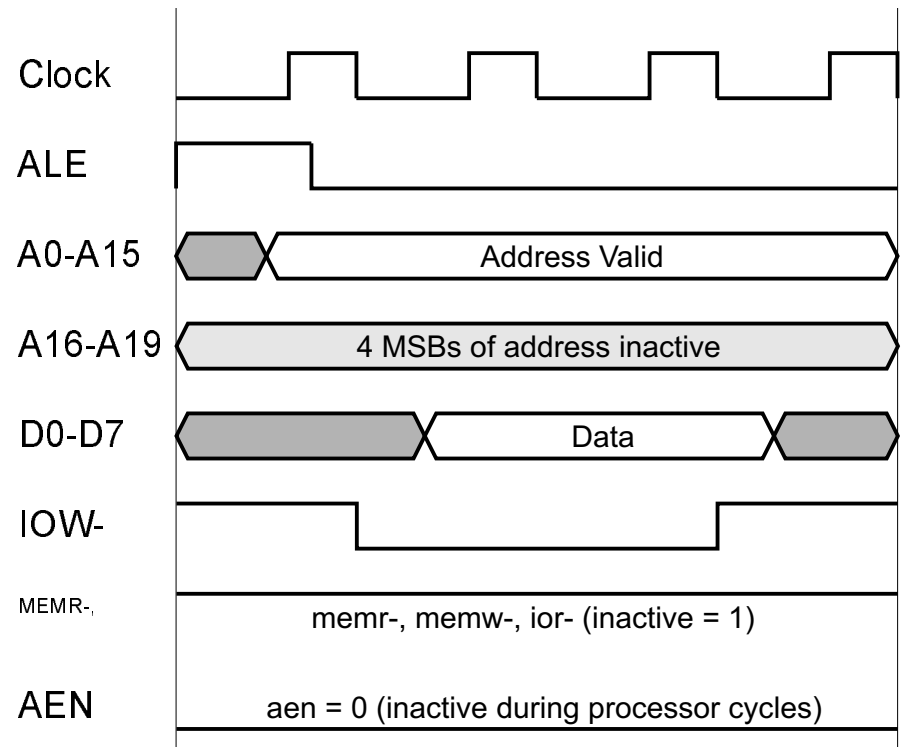 Clock
ALE
A0-A15
Address Valid
A16-A19
4 MSBs of address inactive
D0-D7
Data
IOW-
MEMR-,
memr-, memw-, ior- (inactive = 1)
AEN
aen = 0 (inactive during processor cycles)